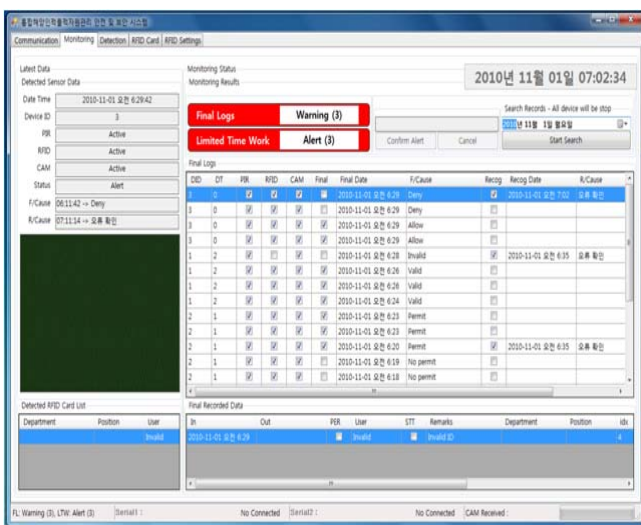 통합해양인적출력자원관리 안전 및 보안 시스템
Communication Monitoring Detection RFID Card RFID Settings
Latest Data
Detected Sensor Data
Date Time 2010-11-01 오전 6:29:42
Device ID 3
PIR Active
RFID Active
CAM Active
Status Alert
F/Cause 06:11:42 -> Deny
R/Cause 07:11:14 -> 오류 확인
Monitoring Status
Monitoring Results
2010년 11월 01일 07:02:34
Final Logs Warning (3)
Limited Time Work Alert (3)
Confirm Alert Cancel
Search Records - All device will be stop
2010년 11월 1일 월요일
Start Search
Final Logs
DID DT PIR RFID CAM Final Final Date F/Cause Recog Recog Date R/Cause
3 0 2010-11-01 오전 6:29 Deny 2010-11-01 오전 7:02 오류 확인
3 0 2010-11-01 오전 6:29 Deny
3 0 2010-11-01 오전 6:29 Allow
3 0 2010-11-01 오전 6:29 Allow
1 2 2010-11-01 오전 6:28 Invalid 2010-11-01 오전 6:35 오류 확인
1 2 2010-11-01 오전 6:26 Valid
1 2 2010-11-01 오전 6:26 Valid
1 2 2010-11-01 오전 6:24 Valid
2 1 2010-11-01 오전 6:23 Permit
2 1 2010-11-01 오전 6:23 Permit
2 1 2010-11-01 오전 6:20 Permit 2010-11-01 오전 6:35 오류 확인
2 1 2010-11-01 오전 6:19 No permit
2 1 2010-11-01 오전 6:18 No permit
Detected RFID Card List
Department Position User
Invalid
Final Recorded Data
In Out PER User STT Remarks Department Position idx
2010-11-01 오전 6:29 Invalid Invalid ID -4
FL: Warning (3), LTW: Alert (3) Serial1 : No Connected Serial2 : No Connected CAM Received :